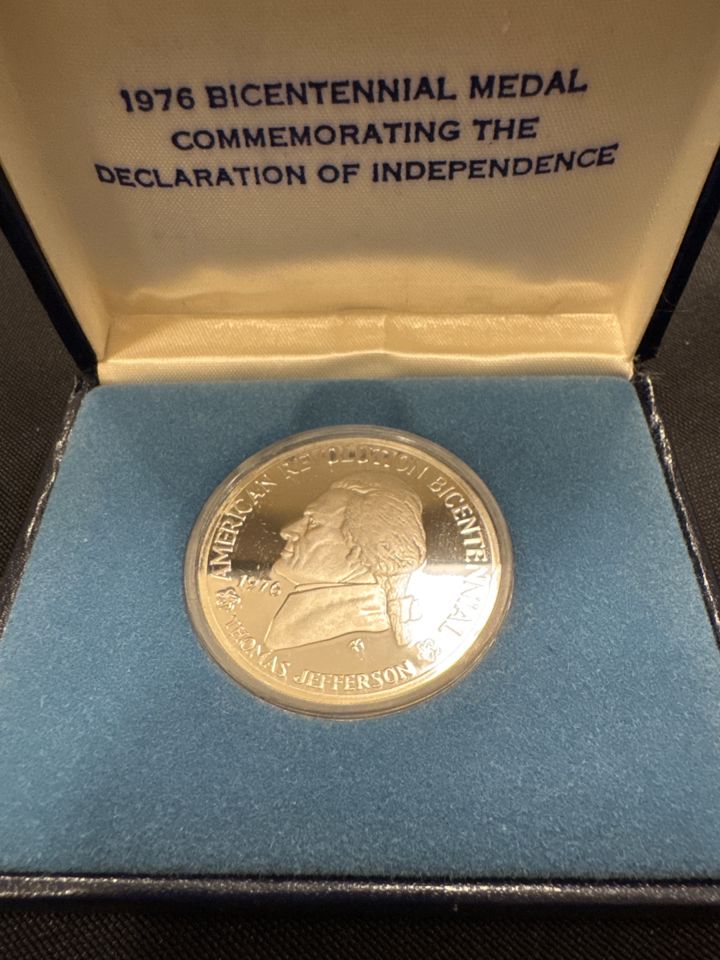 1976 BICENTENNIAL MEDAL
COMMEMORATING THE
DECLARATION OF INDEPENDENCE
AMERICAN REVOLUTION BICENTENNIAL
1976
THOMAS JEFFERSON